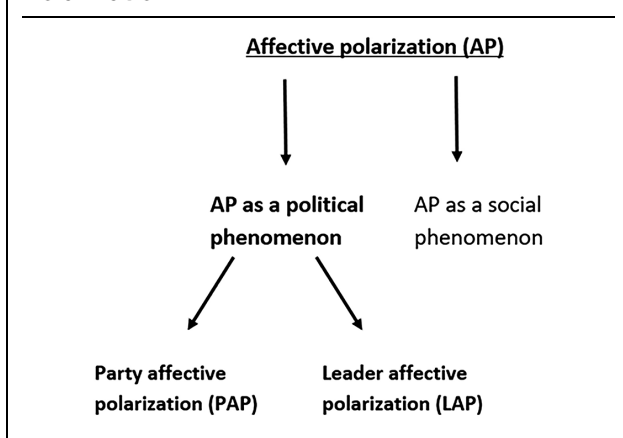 Affective polarization (AP)
AP as a political
phenomenon
AP as a social
phenomenon
Party affective
polarization (PAP)
Leader affective
polarization (LAP)